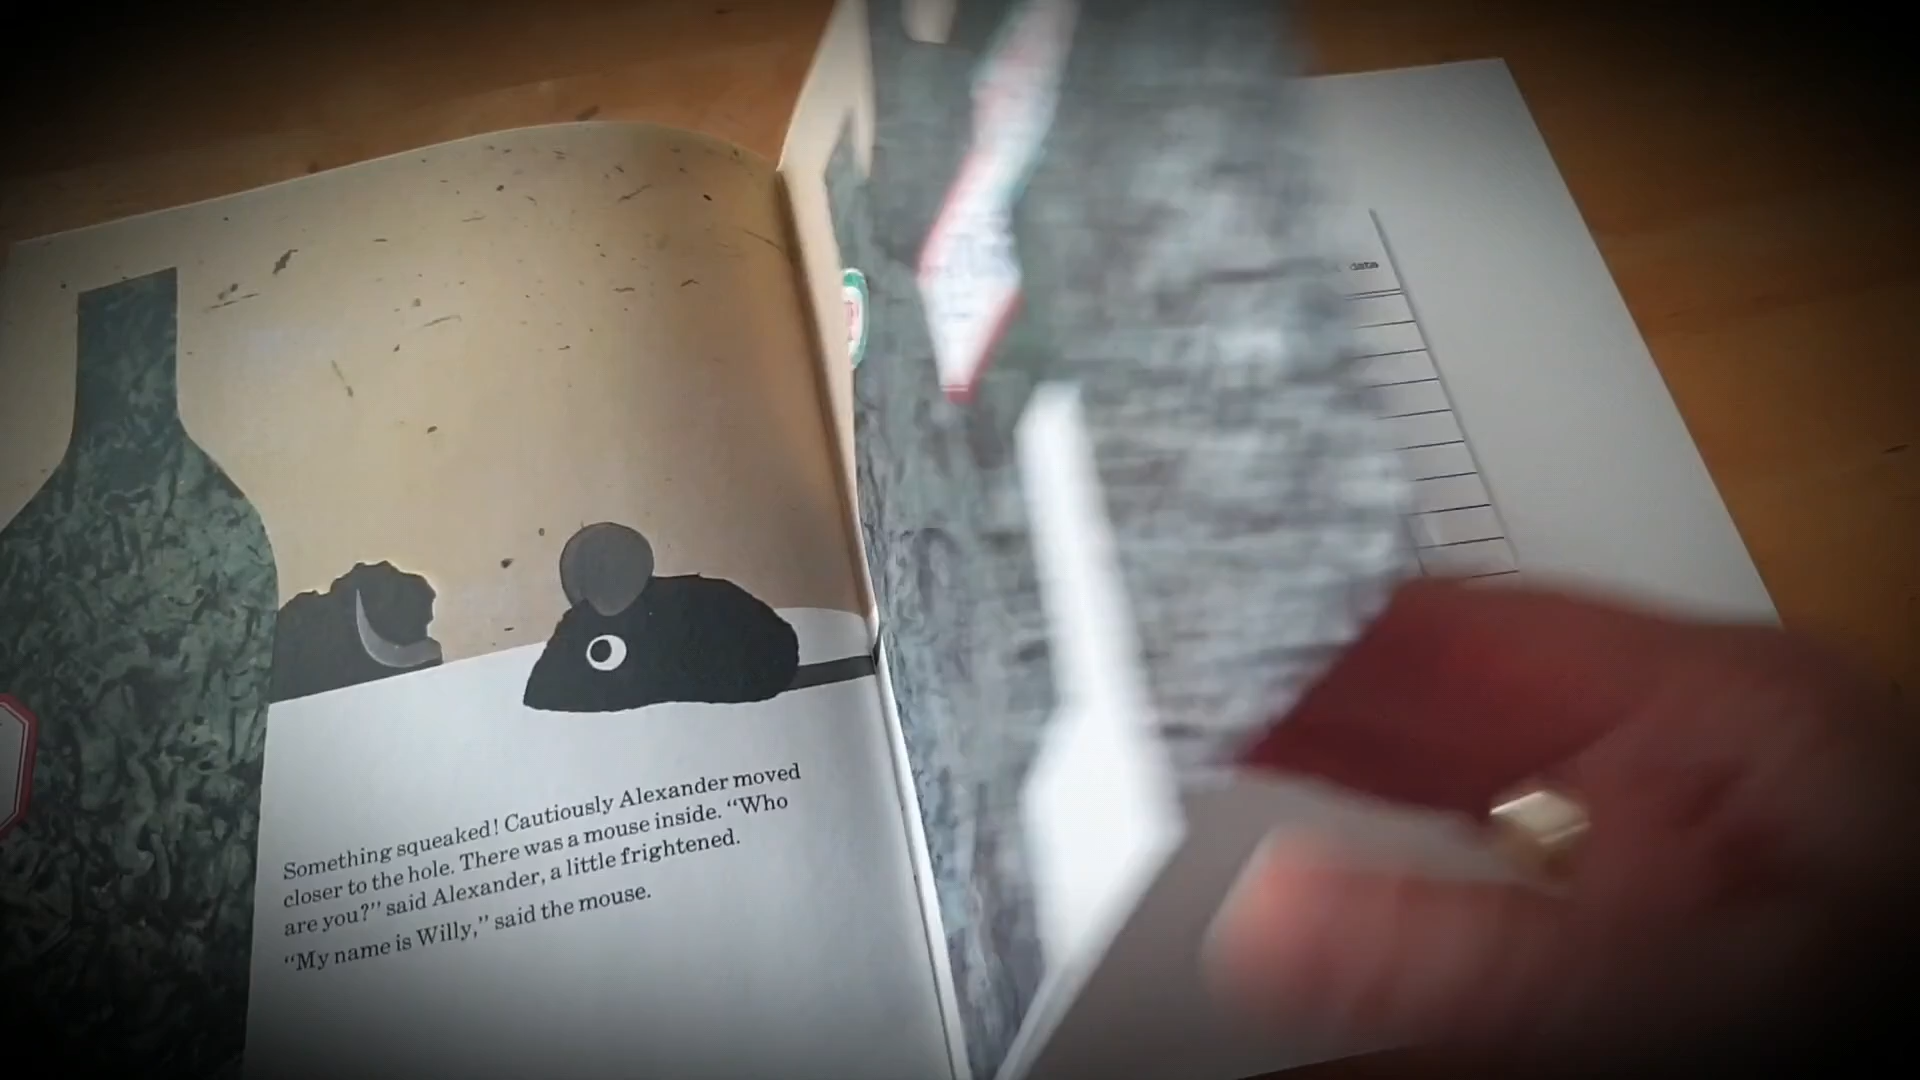 Something squeaked! Cautiously Alexander moved
closer to the hole. There was a mouse inside. “Who
are you?” said Alexander, a little frightened.
“My name is Willy,” said the mouse.
data